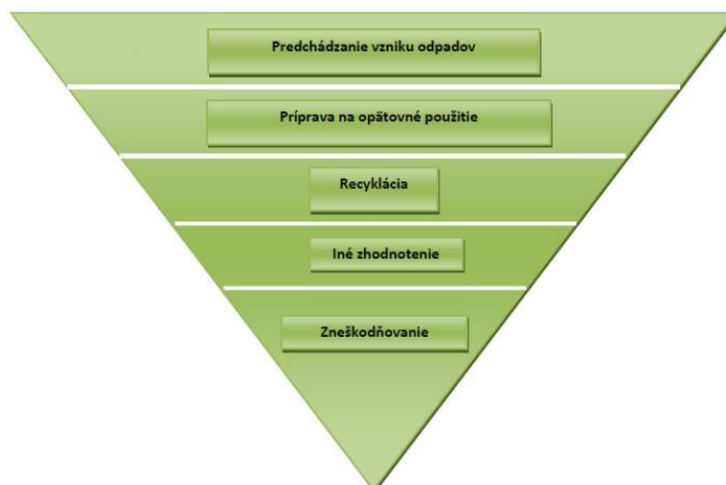 Predchádzanie vzniku odpadov
Príprava na opätovné použitie
Recyklácia
Iné zhodnotenie
Zneškodňovanie